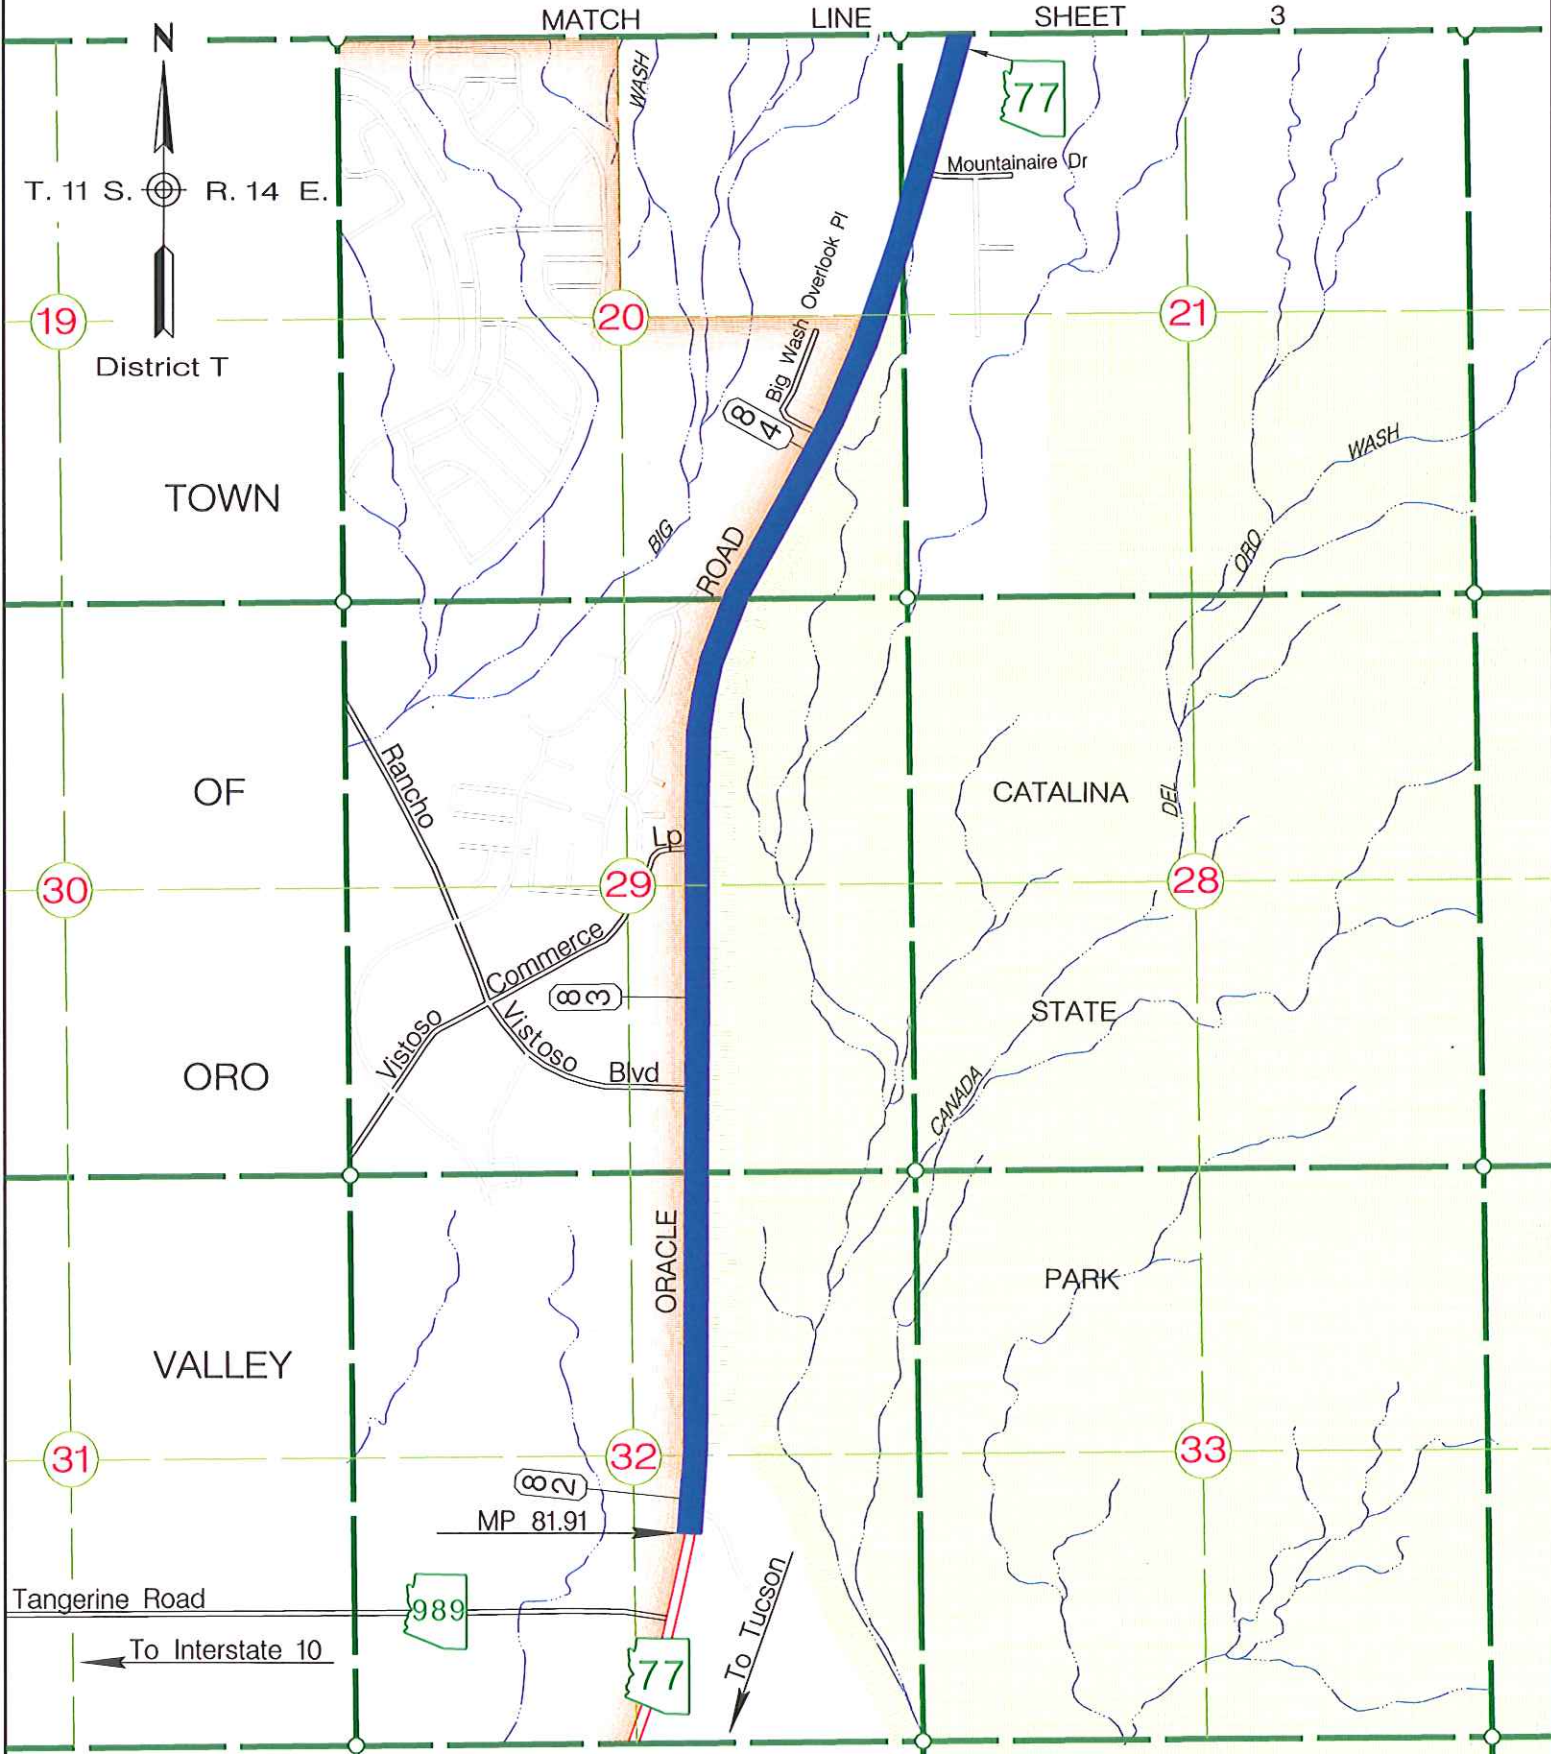 MATCH LINE SHEET 3
N
77
WASH
Mountainaire Dr
T. 11 S. R. 14 E.
Big Wash Overlook Pl
19
20
21
District T
84
WASH
TOWN
BIG
ROAD
ORO
Rancho
OF
CATALINA
DEL
Lp
30
29
28
Commerce
83
STATE
Vistoso
Vistoso
ORO
Blvd
CANADA
ORACLE
PARK
VALLEY
31
32
33
82
MP 81.91
Tangerine Road
989
To Interstate 10
77
To Tucson